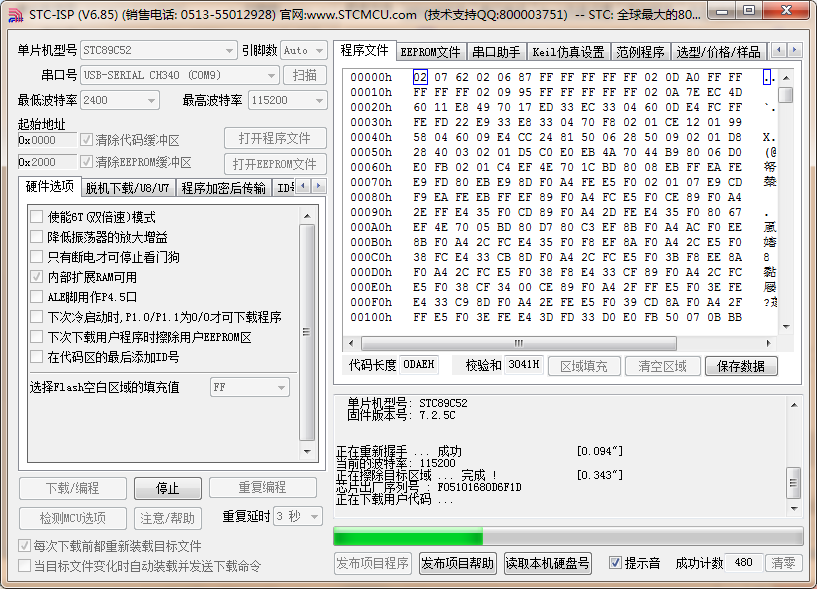 STC-ISP (V6.85) (销售电话: 0513-55012928) 官网:www.STCMCU.com (技术支持QQ:800003751) -- STC: 全球最大的80...
单片机型号 STC89C52 引脚数 Auto
串口号 USB-SERIAL CH340 (COM9) 扫描
最低波特率 2400 最高波特率 115200
起始地址
0x0000 清除代码缓冲区 打开程序文件
0x2000 清除EEPROM缓冲区 打开EEPROM文件
硬件选项 脱机下载/U8/U7 程序加密后传输 ID号
使能6T(双倍速)模式
降低振荡器的放大增益
只有断电才可停止看门狗
内部扩展RAM可用
ALE脚用作P4.5口
下次冷启动时,P1.0/P1.1为0/0才可下载程序
下次下载用户程序时擦除用户EEPROM区
在代码区的最后添加ID号
选择Flash空白区域的填充值 FF
下载/编程 停止 重复编程
检测MCU选项 注意/帮助 重复延时 3 秒
每次下载前都重新装载目标文件
当目标文件变化时自动装载并发送下载命令
程序文件 EEPROM文件 串口助手 Keil仿真设置 范例程序 选型/价格/样品
00000h 02 07 62 02 06 87 FF FF FF FF FF 02 0D A0 FF FF
00010h FF FF FF 02 09 95 FF FF FF FF FF 02 0A 7E EC 4D
00020h 60 11 E8 49 70 17 ED 33 EC 33 04 60 0D E4 FC FF
00030h FE FD 22 E9 33 E8 33 04 70 F8 02 01 CE 12 01 99
00040h 58 04 60 09 E4 CC 24 81 50 06 28 50 09 02 01 D8 X.
00050h 28 40 03 02 01 D5 C0 E0 EB 4A 70 44 B9 80 06 D0 (@
00060h E0 FB 02 01 C4 EF 4E 70 1C BD 80 08 EB FF EA FE
00070h E9 FD 80 EB E9 8D F0 A4 FE E5 F0 02 01 07 E9 CD
00080h F9 EA FE EB FF EF 89 F0 A4 FC E5 F0 CE 89 F0 A4
00090h 2E FF E4 35 F0 CD 89 F0 A4 2D FE E4 35 F0 80 67 .
000A0h EF 4E 70 05 BD 80 D7 80 C3 EF 8B F0 A4 AC F0 EE
000B0h 8B F0 A4 2C FC E4 35 F0 F8 EF 8A F0 A4 2C E5 F0
000C0h 38 FC E4 33 CB 8D F0 A4 2C FC E5 F0 3B F8 EE 8A 8
000D0h F0 A4 2C FC E5 F0 38 F8 E4 33 CF 89 F0 A4 2C FC
000E0h E5 F0 38 CF 34 00 CE 89 F0 A4 2F FF E5 F0 3E FE
000F0h E4 33 C9 8D F0 A4 2E FE E5 F0 39 CD 8A F0 A4 2F
00100h FF E5 F0 3E FE E4 3D FD 33 D0 E0 FB 50 07 0B BB
代码长度 0DAEH 校验和 3041H 区域填充 清空区域 保存数据
单片机型号: STC89C52
固件版本号: 7.2.5C
正在重新握手 ... 成功 [0.094"]
当前的波特率: 115200
正在擦除目标区域 ... 完成 ! [0.343"]
芯片出厂序列号 : F05101680D6F1D
正在下载用户代码 ...
发布项目程序 发布项目帮助 读取本机硬盘号 提示音 成功计数 480 清零